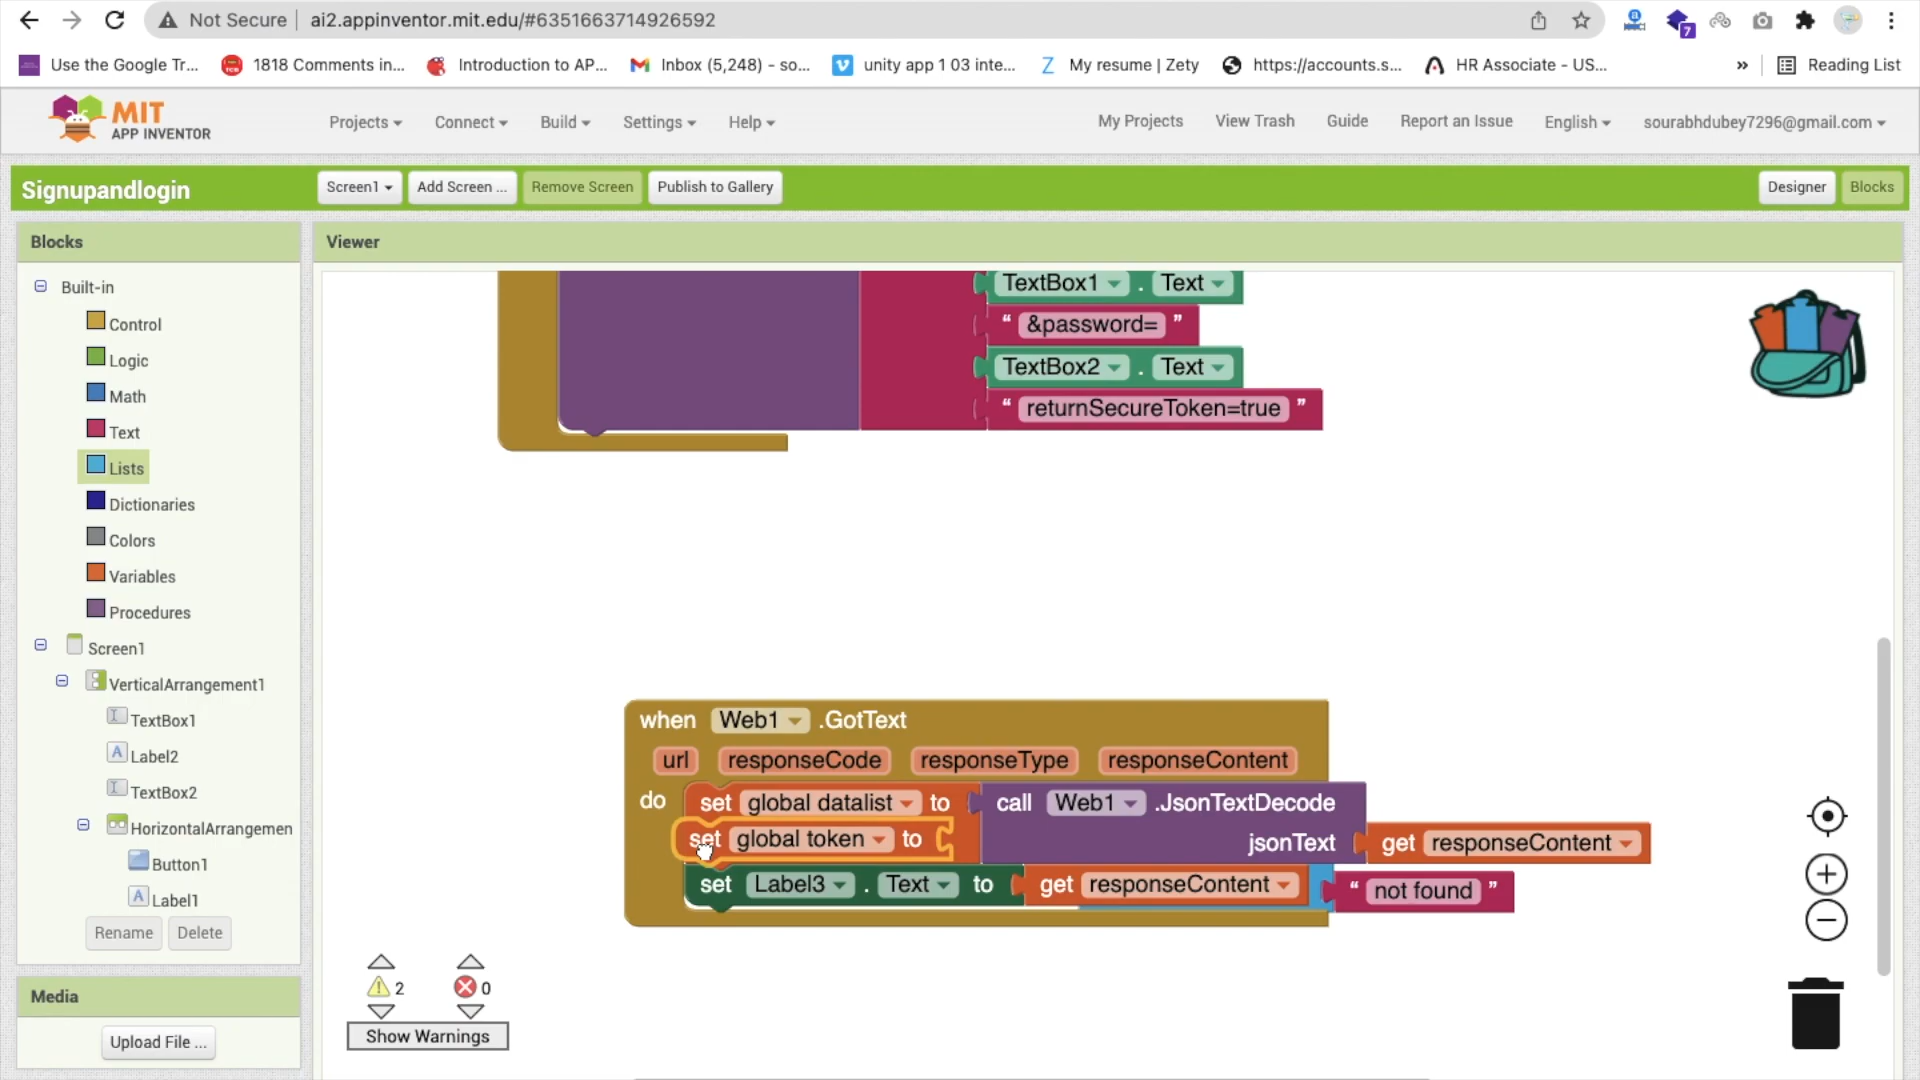 Not Secure
ai2.appinventor.mit.edu/#6351663714926592
7
Use the Google Tr...
1818 Comments in...
Introduction to AP...
Inbox (5,248) - so...
unity app 1 03 inte...
My resume | Zety
https://accounts.s...
HR Associate - US...
»
Reading List
MIT
APP INVENTOR
Projects
Connect
Build
Settings
Help
My Projects
View Trash
Guide
Report an Issue
English
sourabhdubey7296@gmail.com
Signupandlogin
Screen1
Add Screen ...
Remove Screen
Publish to Gallery
Designer
Blocks
Blocks
Viewer
Built-in
Control
Logic
Math
Text
Lists
Dictionaries
Colors
Variables
Procedures
Screen1
VerticalArrangement1
TextBox1
Label2
TextBox2
HorizontalArrangemen
Button1
Label1
Rename
Delete
Media
Upload File ...
TextBox1 . Text
“ &password= ”
TextBox2 . Text
“ returnSecureToken=true ”
when Web1 .GotText
url responseCode responseType responseContent
do set global datalist to call Web1 .JsonTextDecode
jsonText get responseContent
set global token to
set Label3 . Text to get responseContent
“ not found ”
2
0
Show Warnings